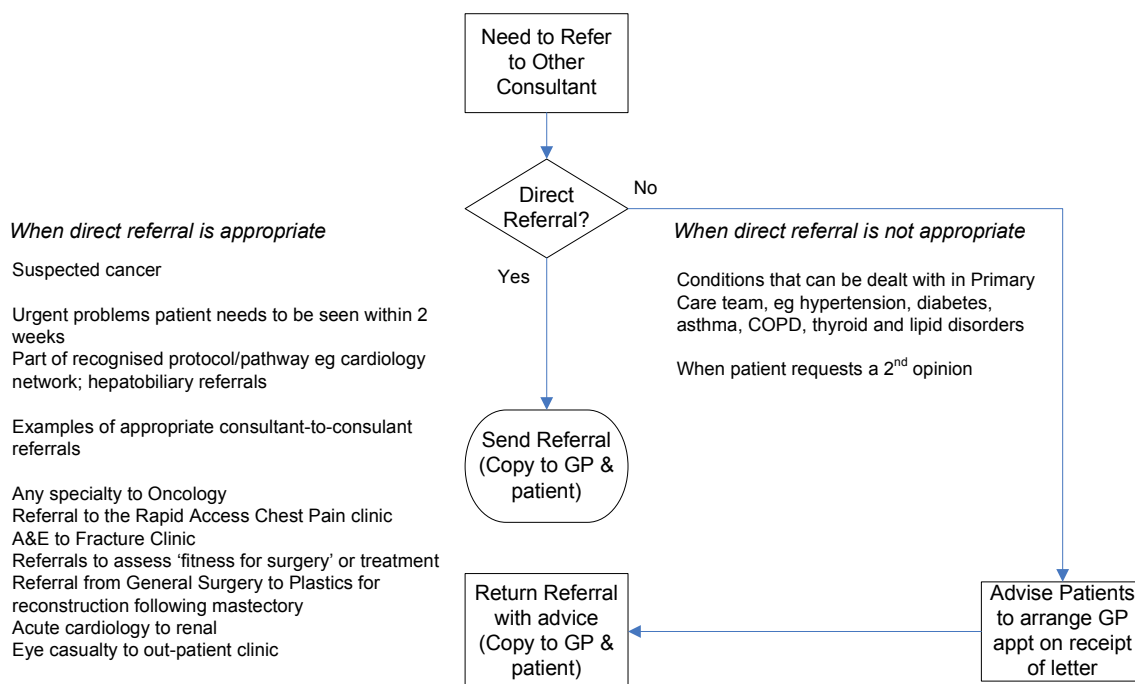 Need to Refer
to Other
Consultant
Direct
Referral?
No
Yes
When direct referral is appropriate
Suspected cancer
Urgent problems patient needs to be seen within 2
weeks
Part of recognised protocol/pathway eg cardiology
network; hepatobiliary referrals
Examples of appropriate consultant-to-consulant
referrals
Any specialty to Oncology
Referral to the Rapid Access Chest Pain clinic
A&E to Fracture Clinic
Referrals to assess ‘fitness for surgery’ or treatment
Referral from General Surgery to Plastics for
reconstruction following mastectory
Acute cardiology to renal
Eye casualty to out-patient clinic
When direct referral is not appropriate
Conditions that can be dealt with in Primary
Care team, eg hypertension, diabetes,
asthma, COPD, thyroid and lipid disorders
When patient requests a 2nd opinion
Send Referral
(Copy to GP &
patient)
Return Referral
with advice
(Copy to GP &
patient)
Advise Patients
to arrange GP
appt on receipt
of letter